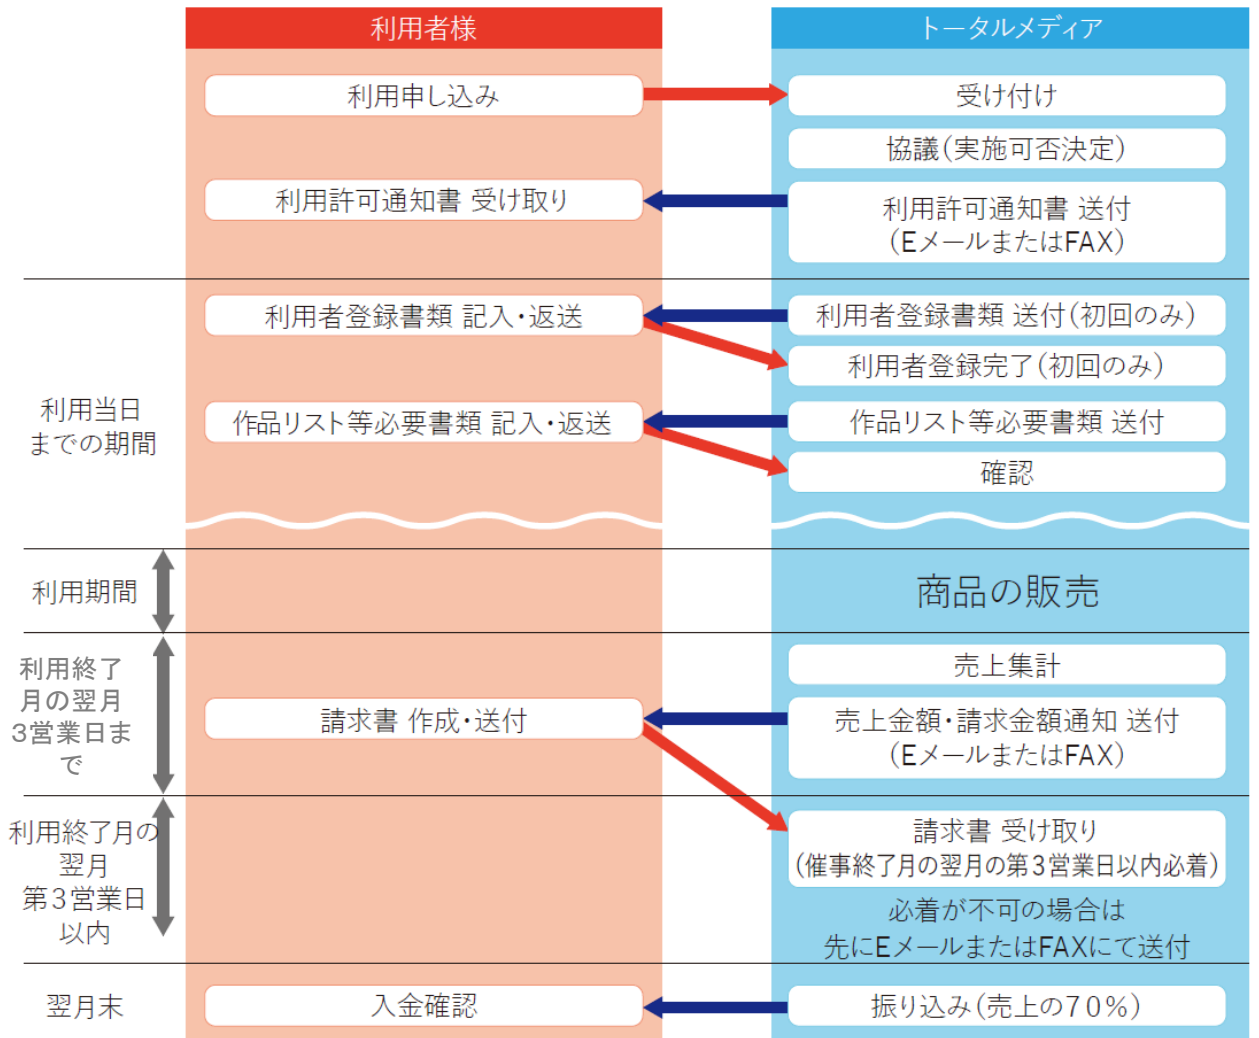 利用者様
トータルメディア
利用申し込み
受け付け
協議(実施可否決定)
利用許可通知書 受け取り
利用許可通知書 送付
(EメールまたはFAX)
利用当日
までの期間
利用者登録書類 記入・返送
利用者登録書類 送付(初回のみ)
利用者登録完了(初回のみ)
作品リスト等必要書類 記入・返送
作品リスト等必要書類 送付
確認
利用期間
商品の販売
利用終了
月の翌月
3営業日ま
で
売上集計
請求書 作成・送付
売上金額・請求金額通知 送付
(EメールまたはFAX)
利用終了月の
翌月
第3営業日
以内
請求書 受け取り
(催事終了月の翌月の第3営業日以内必着)
必着が不可の場合は
先にEメールまたはFAXにて送付
翌月末
入金確認
振り込み(売上の70%)